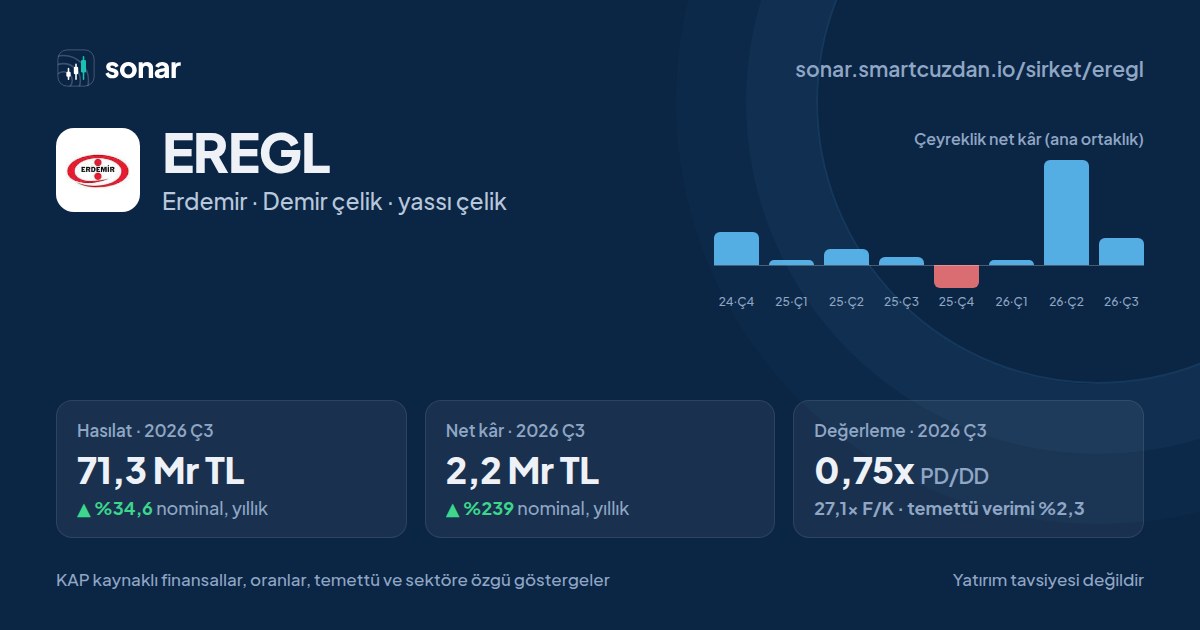 sonar
sonar.smartcuzdan.io/sirket/eregl
ERDEMİR
EREGL
Erdemir · Demir çelik · yassı çelik
Çeyreklik net kâr (ana ortaklık)
24·Ç4 25·Ç1 25·Ç2 25·Ç3 25·Ç4 26·Ç1 26·Ç2 26·Ç3
Hasılat · 2026 Ç3
71,3 Mr TL
▲ %34,6 nominal, yıllık
Net kâr · 2026 Ç3
2,2 Mr TL
▲ %239 nominal, yıllık
Değerleme · 2026 Ç3
0,75x PD/DD
27,1× F/K · temettü verimi %2,3
KAP kaynaklı finansallar, oranlar, temettü ve sektöre özgü göstergeler
Yatırım tavsiyesi değildir